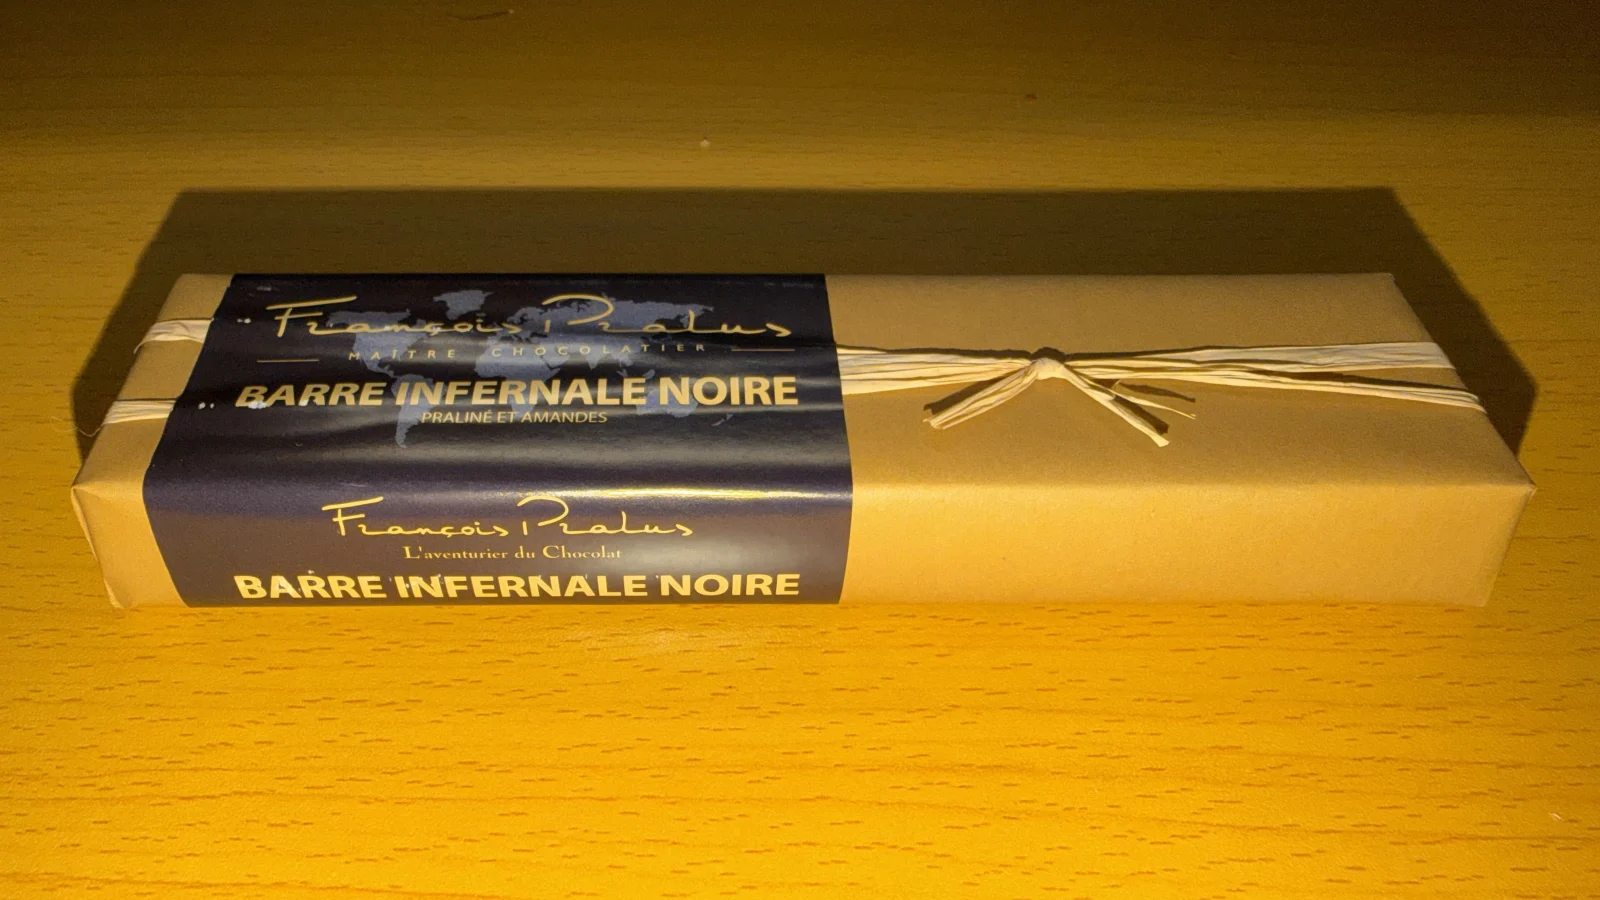 François Pralus
MAÎTRE CHOCOLATIER
BARRE INFERNALE NOIRE
PRALINÉ ET AMANDES
François Pralus
L'aventurier du Chocolat
BARRE INFERNALE NOIRE